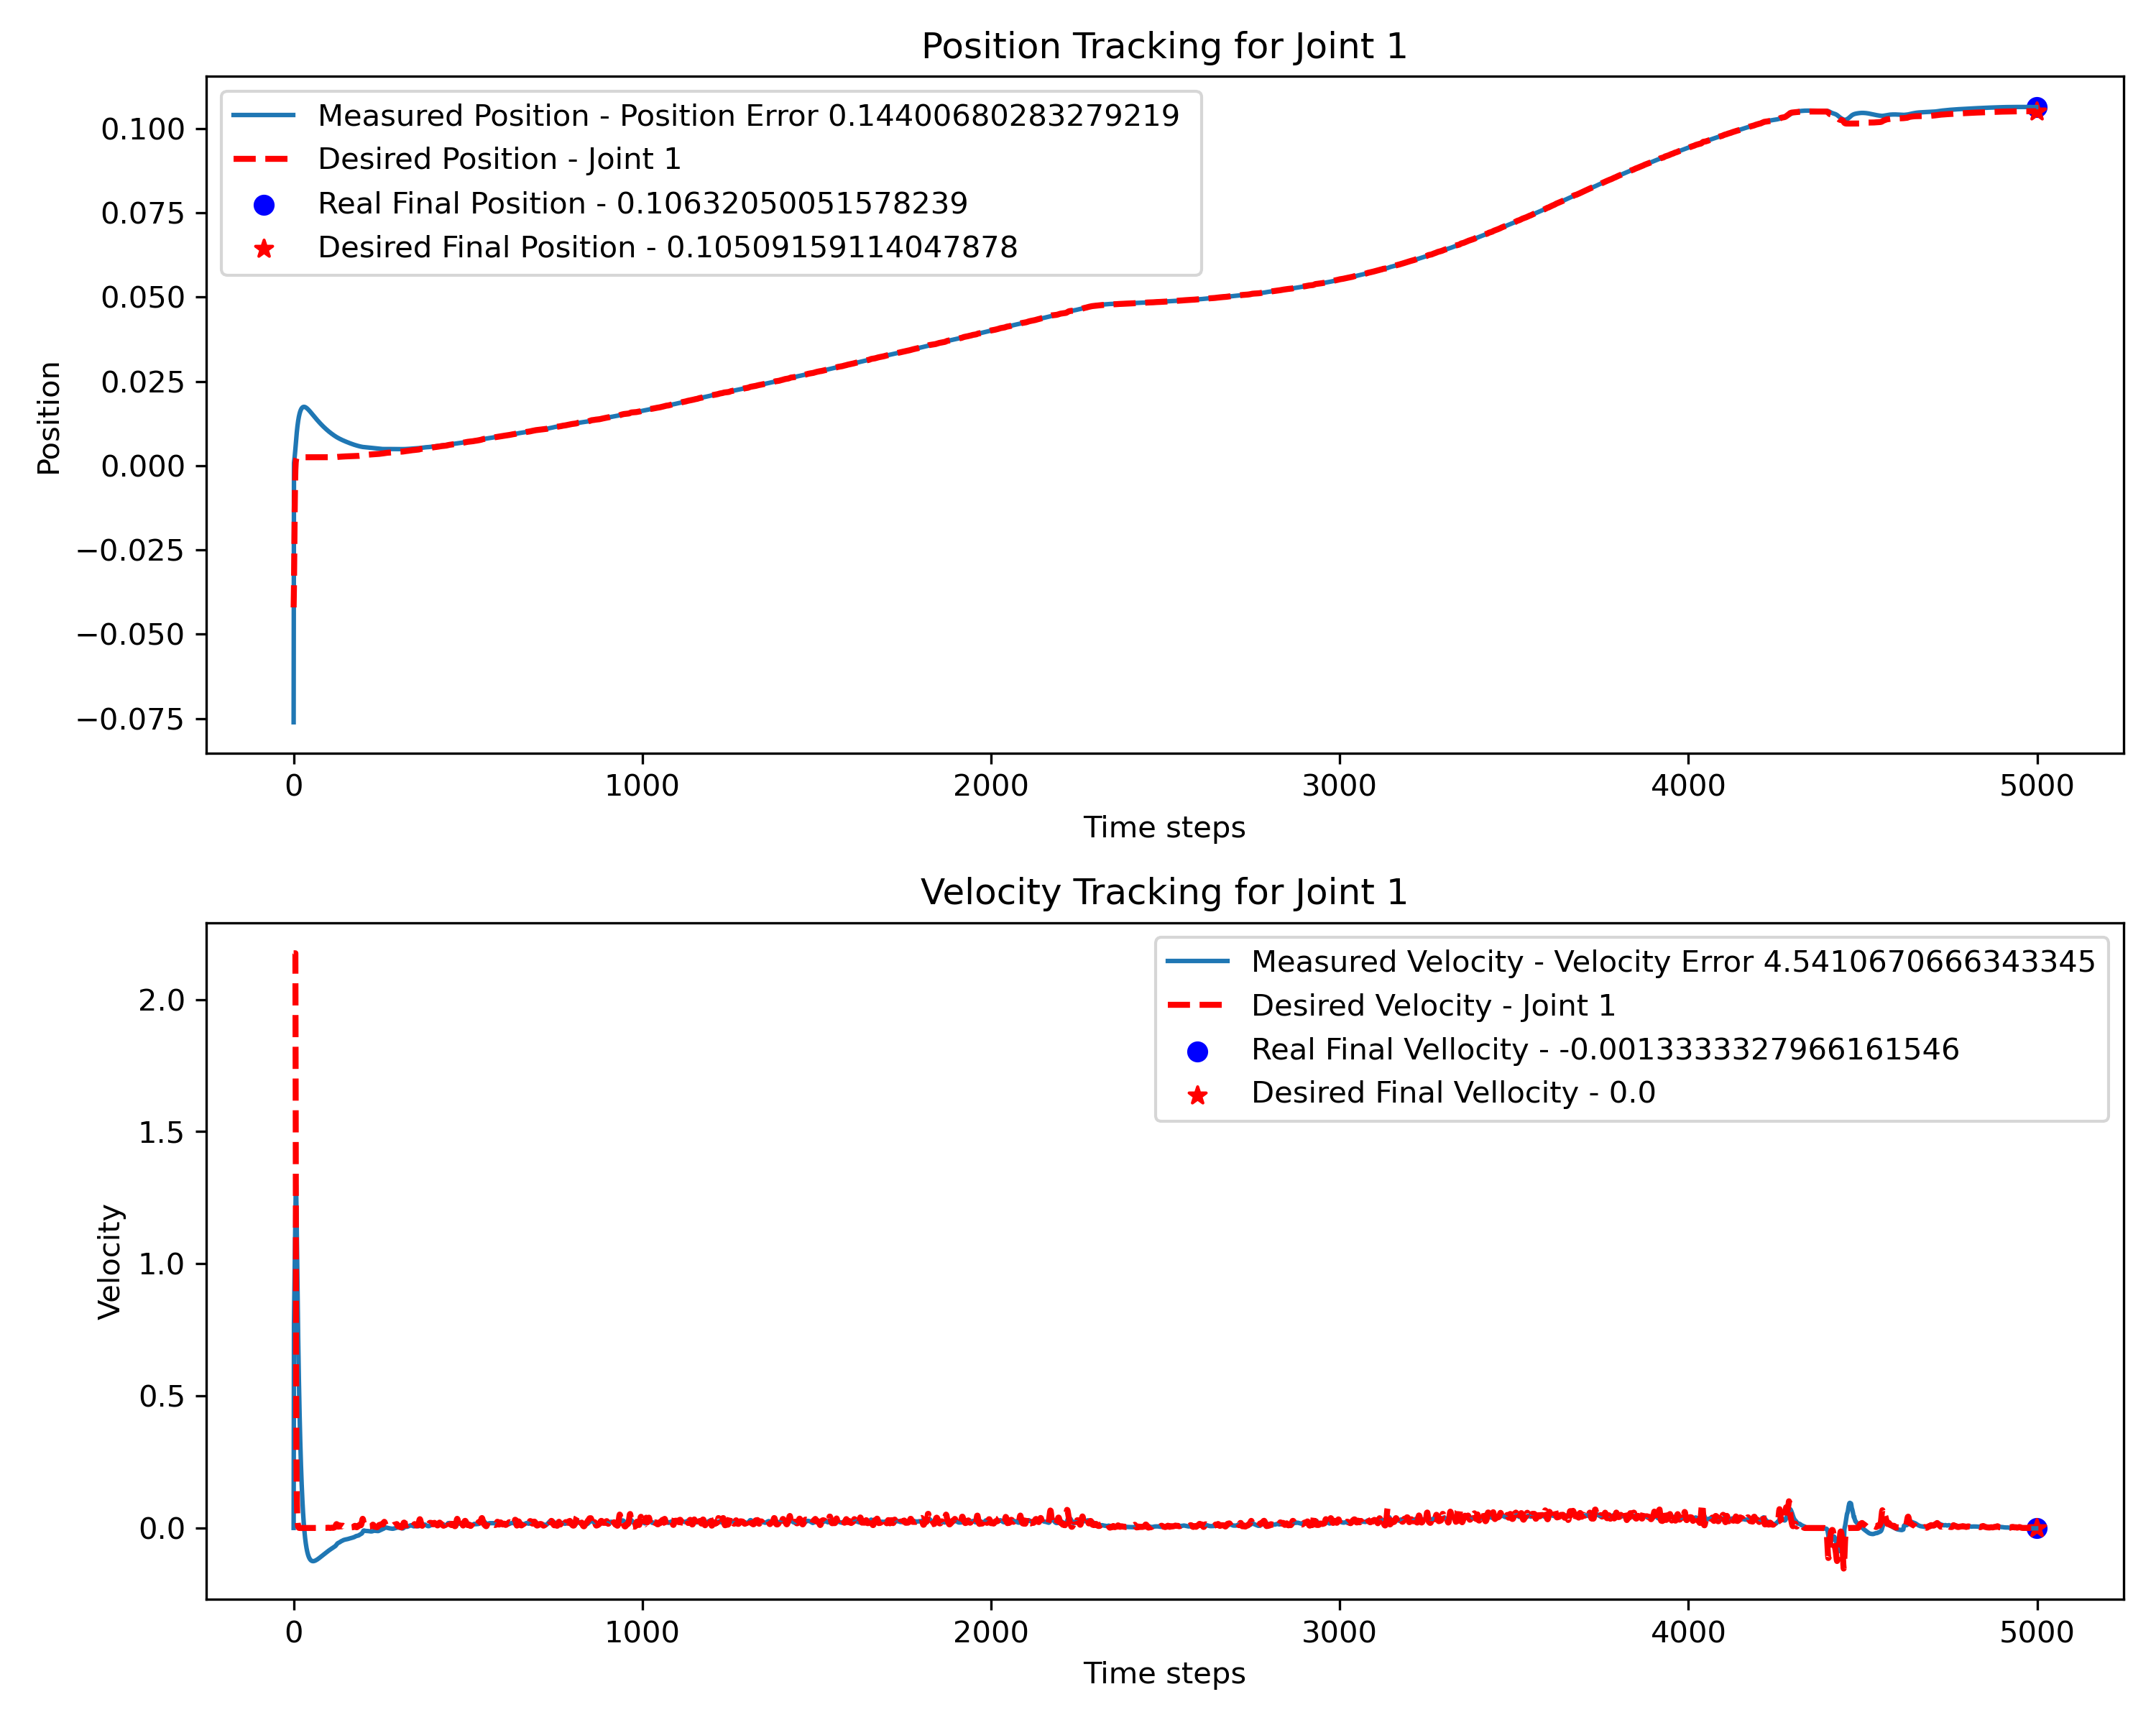 Position Tracking for Joint 1
Measured Position - Position Error 0.14400680283279219
Desired Position - Joint 1
Real Final Position - 0.10632050051578239
Desired Final Position - 0.10509159114047878
0.100
0.075
0.050
0.025
0.000
−0.025
−0.050
−0.075
Position
0 1000 2000 3000 4000 5000
Time steps
Velocity Tracking for Joint 1
Measured Velocity - Velocity Error 4.5410670666343345
Desired Velocity - Joint 1
Real Final Vellocity - -0.0013333327966161546
Desired Final Vellocity - 0.0
2.0
1.5
1.0
0.5
0.0
Velocity
0 1000 2000 3000 4000 5000
Time steps